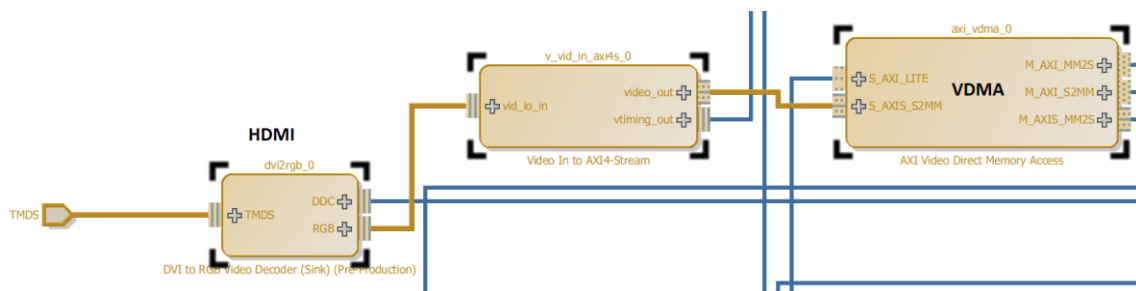 axi_vdma_0
v_vid_in_axi4s_0
M_AXI_MM2S
S_AXI_LITE
VDMA
M_AXI_S2MM
video_out
vid_io_in
S_AXIS_S2MM
vtiming_out
M_AXIS_MM2S
HDMI
Video In to AXI4-Stream
AXI Video Direct Memory Access
dvi2rgb_0
DDC
TMDS
TMDS
RGB
DVI to RGB Video Decoder (Sink) (Pre-Production)